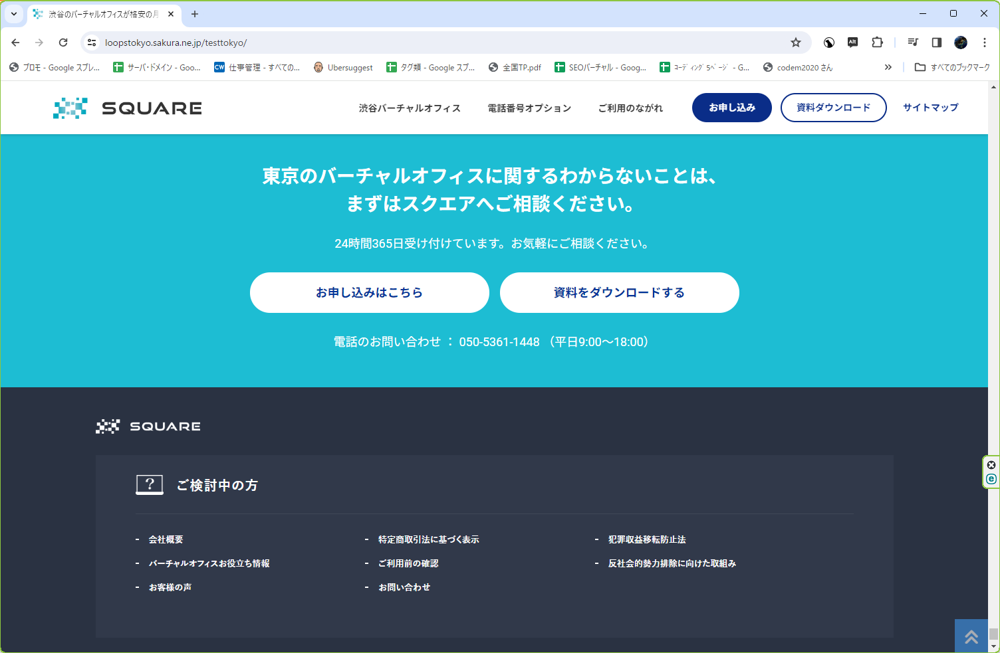 渋谷のバーチャルオフィスが格安の月
loopstokyo.sakura.ne.jp/testtokyo/
プロモ - Google スプレ...
サーバ・ドメイン - Goo...
CW 仕事管理 - すべての...
Ubersuggest
タグ類 - Google スプ...
全国TP.pdf
SEOバーチャル - Goog...
ｺｰﾃﾞｨﾝｸﾞ 5ﾍﾟｰｼﾞ - G...
codem2020 さん
すべてのブックマーク
SQUARE
渋谷バーチャルオフィス
電話番号オプション
ご利用のながれ
お申し込み
資料ダウンロード
サイトマップ
東京のバーチャルオフィスに関するわからないことは、
まずはスクエアへご相談ください。
24時間365日受け付けています。お気軽にご相談ください。
お申し込みはこちら
資料をダウンロードする
電話のお問い合わせ ： 050-5361-1448 （平日9:00～18:00）
SQUARE
? ご検討中の方
- 会社概要
- 特定商取引法に基づく表示
- 犯罪収益移転防止法
- バーチャルオフィスお役立ち情報
- ご利用前の確認
- 反社会的勢力排除に向けた取組み
- お客様の声
- お問い合わせ